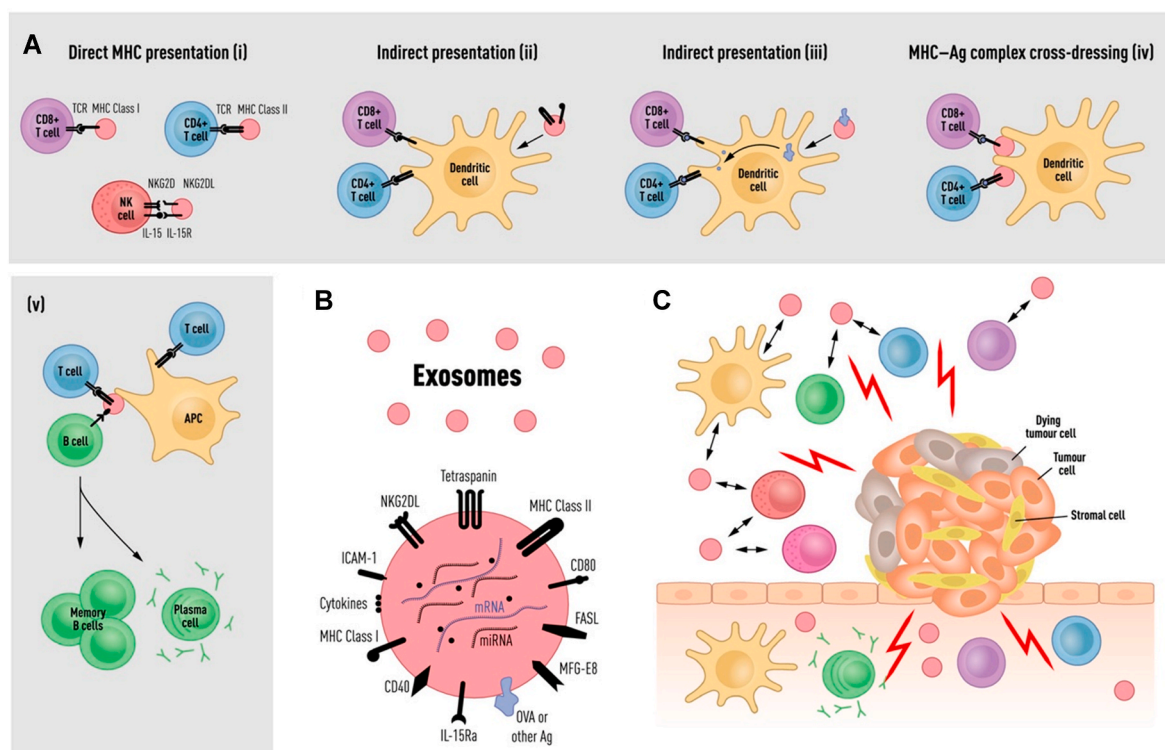 A
Direct MHC presentation (i)
Indirect presentation (ii)
Indirect presentation (iii)
MHC–Ag complex cross-dressing (iv)
TCR MHC Class I
CD8+
T cell
TCR MHC Class II
CD4+
T cell
NKG2D NKG2DL
NK
cell
IL-15 IL-15R
CD8+
T cell
CD4+
T cell
Dendritic
cell
CD8+
T cell
CD4+
T cell
Dendritic
cell
CD8+
T cell
CD4+
T cell
Dendritic
cell
(v)
T cell
T cell
B cell
APC
Memory
B cells
Plasma
cell
B
Exosomes
Tetraspanin
NKG2DL
MHC Class II
ICAM-1
CD80
Cytokines
mRNA
FASL
MHC Class I
miRNA
MFG-E8
CD40
IL-15Ra
OVA or
other Ag
C
Dying
tumour cell
Tumour
cell
Stromal cell